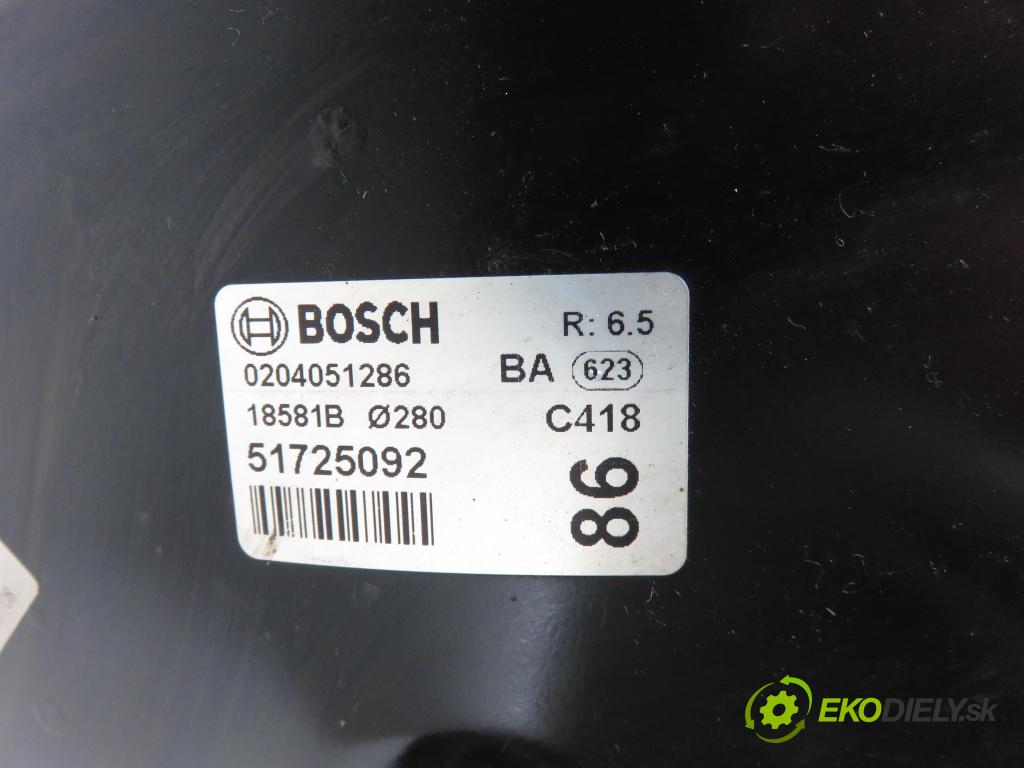 BOSCH R: 6.5
0204051286 BA 623
18581B Ø280 C418
51725092
86
EKODIELY.sk